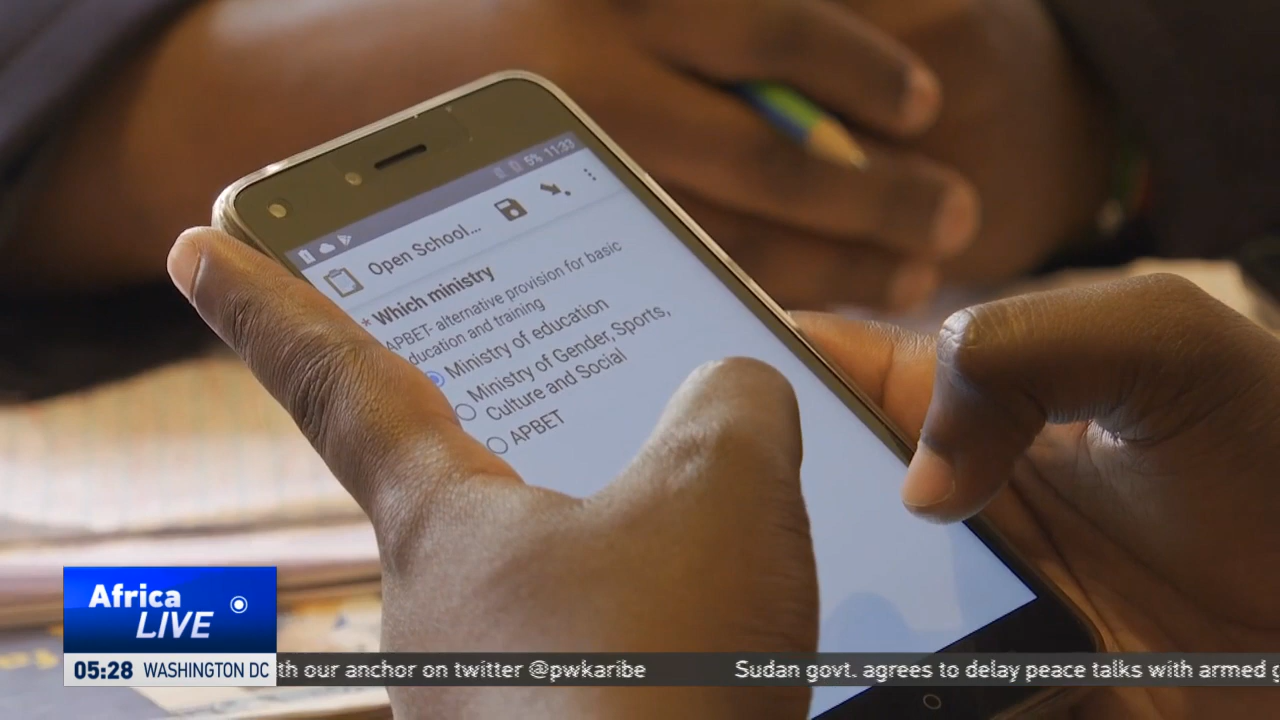 5% 11:33
Open School...
* Which ministry
APBET- alternative provision for basic
education and training
Ministry of education
Ministry of Gender, Sports,
Culture and Social
APBET
Africa
LIVE
05:28 WASHINGTON DC
th our anchor on twitter @pwkaribe Sudan govt. agrees to delay peace talks with armed g